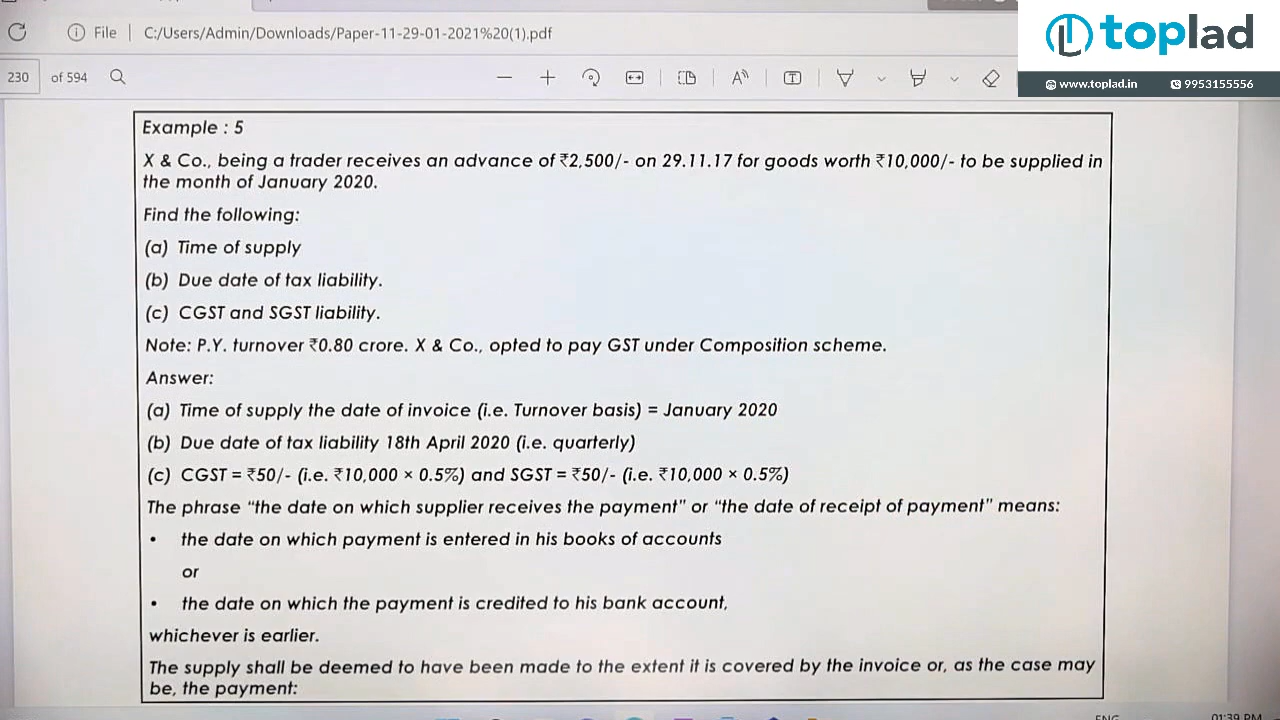 File C:/Users/Admin/Downloads/Paper-11-29-01-2021%20(1).pdf
toplad
www.toplad.in 9953155556
230 of 594
Example : 5
X & Co., being a trader receives an advance of ₹2,500/- on 29.11.17 for goods worth ₹10,000/- to be supplied in
the month of January 2020.
Find the following:
(a) Time of supply
(b) Due date of tax liability.
(c) CGST and SGST liability.
Note: P.Y. turnover ₹0.80 crore. X & Co., opted to pay GST under Composition scheme.
Answer:
(a) Time of supply the date of invoice (i.e. Turnover basis) = January 2020
(b) Due date of tax liability 18th April 2020 (i.e. quarterly)
(c) CGST = ₹50/- (i.e. ₹10,000 × 0.5%) and SGST = ₹50/- (i.e. ₹10,000 × 0.5%)
The phrase “the date on which supplier receives the payment” or “the date of receipt of payment” means:
• the date on which payment is entered in his books of accounts
or
• the date on which the payment is credited to his bank account,
whichever is earlier.
The supply shall be deemed to have been made to the extent it is covered by the invoice or, as the case may
be, the payment:
ENG 01:39 PM